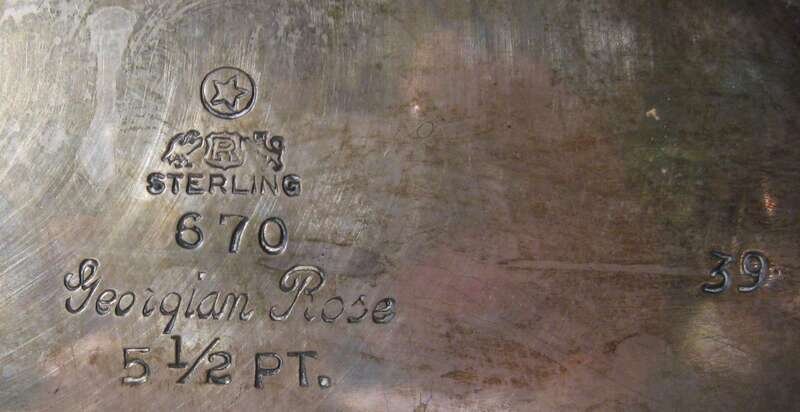 R
STERLING
670
Georgian Rose
5 1/2 PT.
39